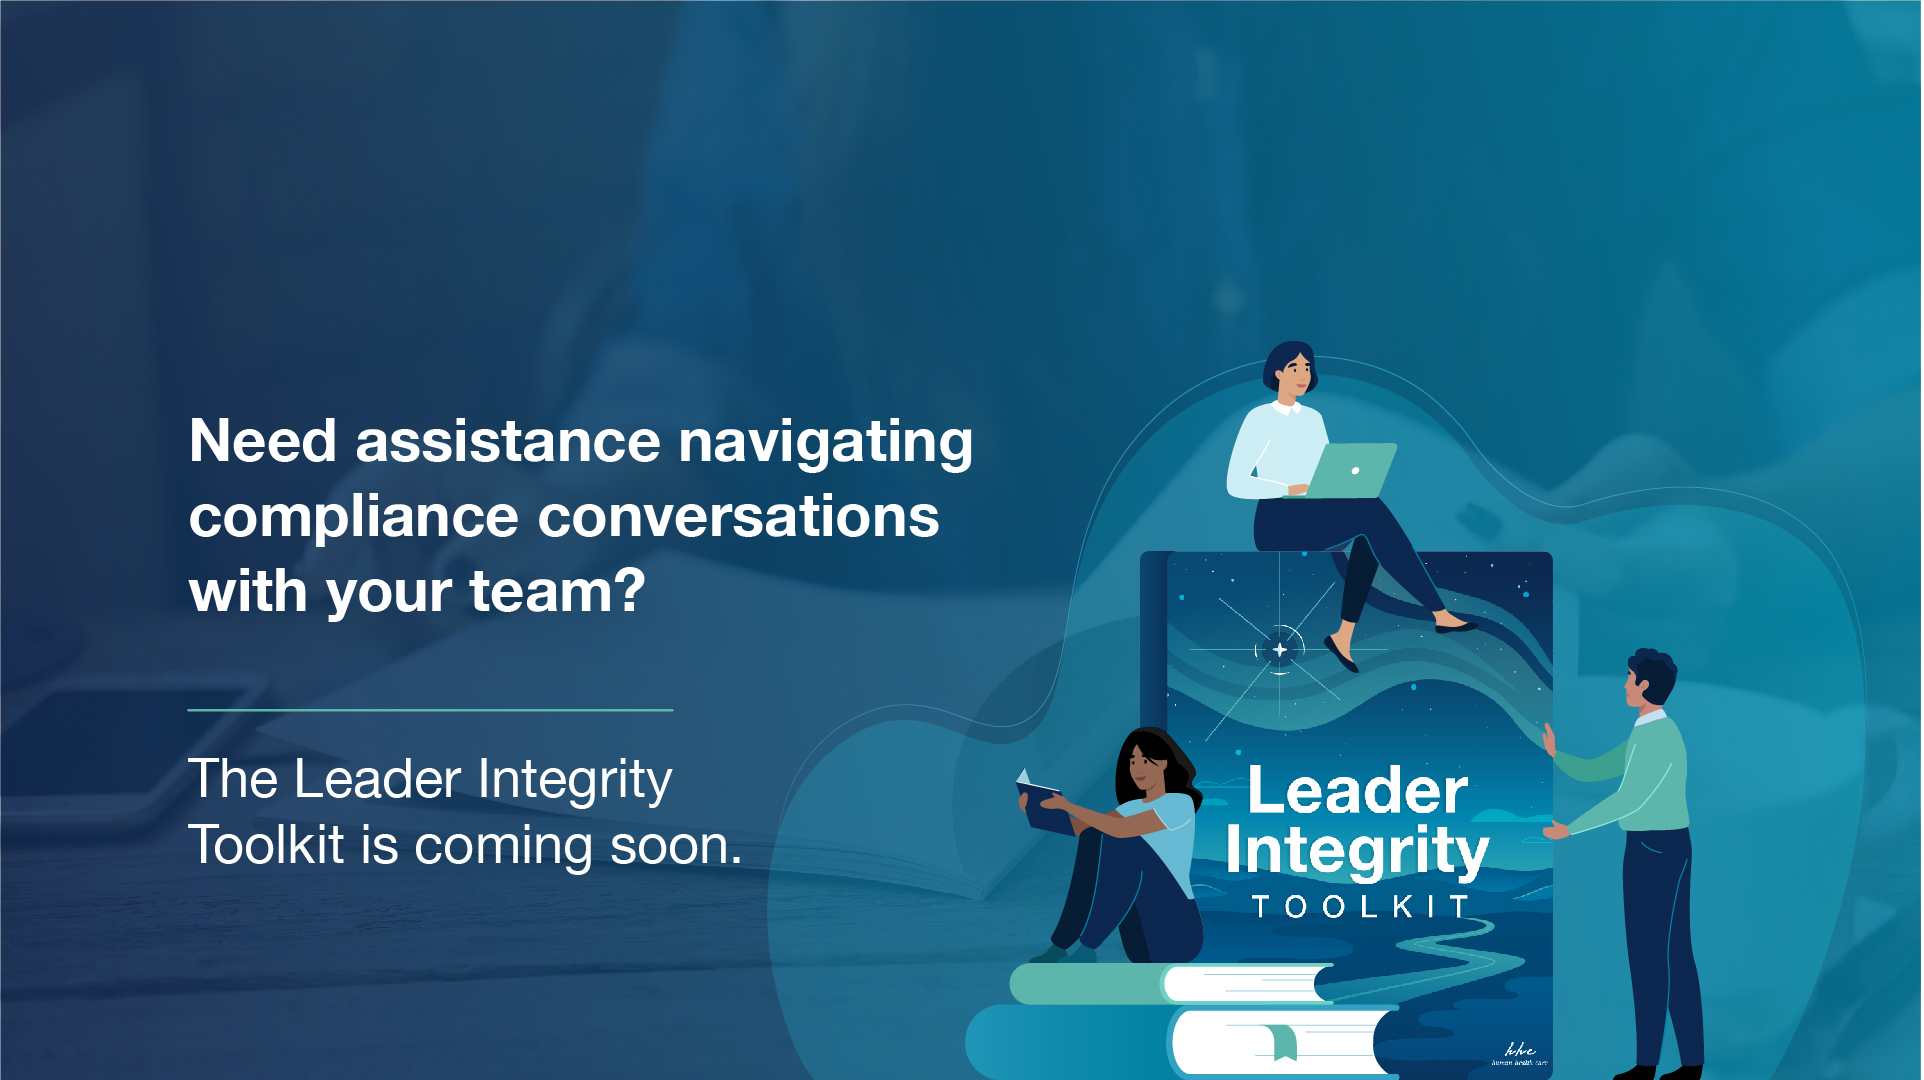 Need assistance navigating
compliance conversations
with your team?
The Leader Integrity
Toolkit is coming soon.
Leader
Integrity
TOOLKIT
hhc
human health care